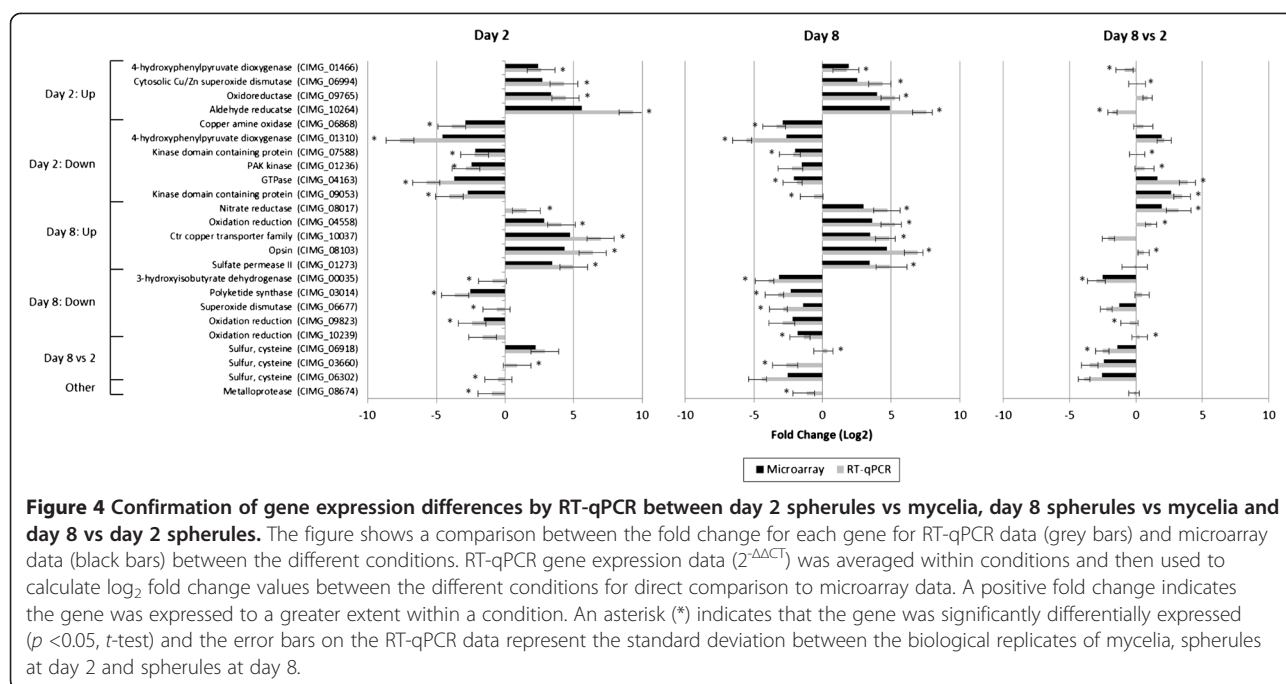 Day 2
Day 8
Day 8 vs 2
Day 2: Up
4-hydroxyphenylpyruvate dioxygenase (CIMG_01466)
Cytosolic Cu/Zn superoxide dismutase (CIMG_06994)
Oxidoreductase (CIMG_09765)
Aldehyde reducatse (CIMG_10264)
Day 2: Down
Copper amine oxidase (CIMG_06868)
4-hydroxyphenylpyruvate dioxygenase (CIMG_01310)
Kinase domain containing protein (CIMG_07588)
PAK kinase (CIMG_01236)
GTPase (CIMG_04163)
Kinase domain containing protein (CIMG_09053)
Day 8: Up
Nitrate reductase (CIMG_08017)
Oxidation reduction (CIMG_04558)
Ctr copper transporter family (CIMG_10037)
Opsin (CIMG_08103)
Sulfate permease II (CIMG_01273)
Day 8: Down
3-hydroxyisobutyrate dehydrogenase (CIMG_00035)
Polyketide synthase (CIMG_03014)
Superoxide dismutase (CIMG_06677)
Oxidation reduction (CIMG_09823)
Oxidation reduction (CIMG_10239)
Day 8 vs 2
Sulfur, cysteine (CIMG_06918)
Sulfur, cysteine (CIMG_03660)
Sulfur, cysteine (CIMG_06302)
Other
Metalloprotease (CIMG_08674)
-10 -5 0 5 10
-10 -5 0 5 10
-10 -5 0 5 10
Fold Change (Log2)
Microarray RT-qPCR
Figure 4 Confirmation of gene expression differences by RT-qPCR between day 2 spherules vs mycelia, day 8 spherules vs mycelia and
day 8 vs day 2 spherules. The figure shows a comparison between the fold change for each gene for RT-qPCR data (grey bars) and microarray
data (black bars) between the different conditions. RT-qPCR gene expression data (2^-ΔΔCT) was averaged within conditions and then used to
calculate log₂ fold change values between the different conditions for direct comparison to microarray data. A positive fold change indicates
the gene was expressed to a greater extent within a condition. An asterisk (*) indicates that the gene was significantly differentially expressed
(p <0.05, t-test) and the error bars on the RT-qPCR data represent the standard deviation between the biological replicates of mycelia, spherules
at day 2 and spherules at day 8.